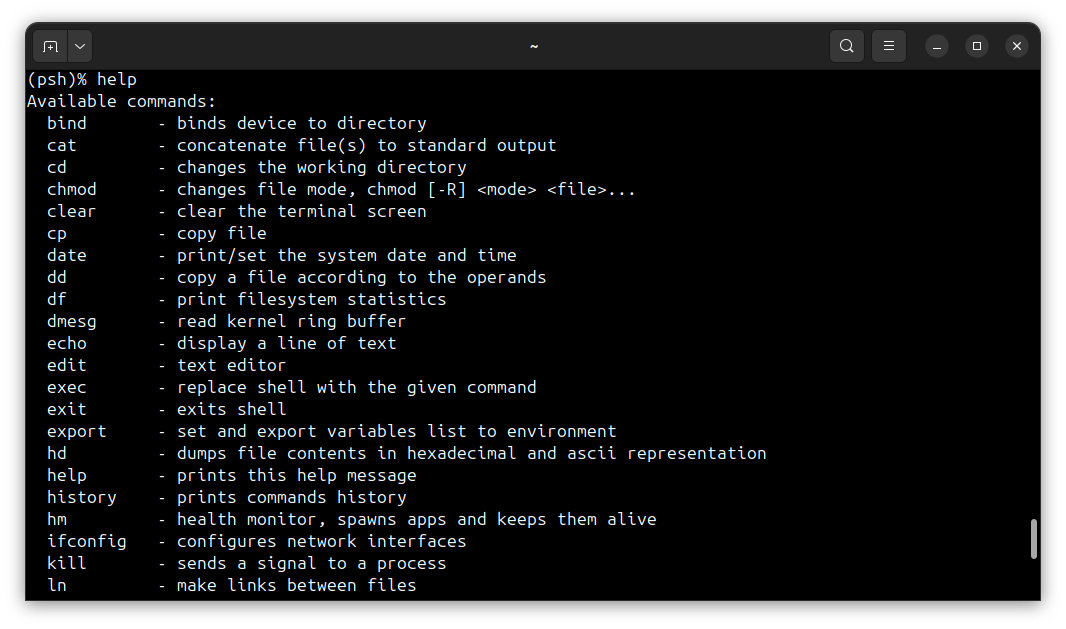 ~
(psh)% help
Available commands:
  bind       - binds device to directory
  cat        - concatenate file(s) to standard output
  cd         - changes the working directory
  chmod      - changes file mode, chmod [-R] <mode> <file>...
  clear      - clear the terminal screen
  cp         - copy file
  date       - print/set the system date and time
  dd         - copy a file according to the operands
  df         - print filesystem statistics
  dmesg      - read kernel ring buffer
  echo       - display a line of text
  edit       - text editor
  exec       - replace shell with the given command
  exit       - exits shell
  export     - set and export variables list to environment
  hd         - dumps file contents in hexadecimal and ascii representation
  help       - prints this help message
  history    - prints commands history
  hm         - health monitor, spawns apps and keeps them alive
  ifconfig   - configures network interfaces
  kill       - sends a signal to a process
  ln         - make links between files